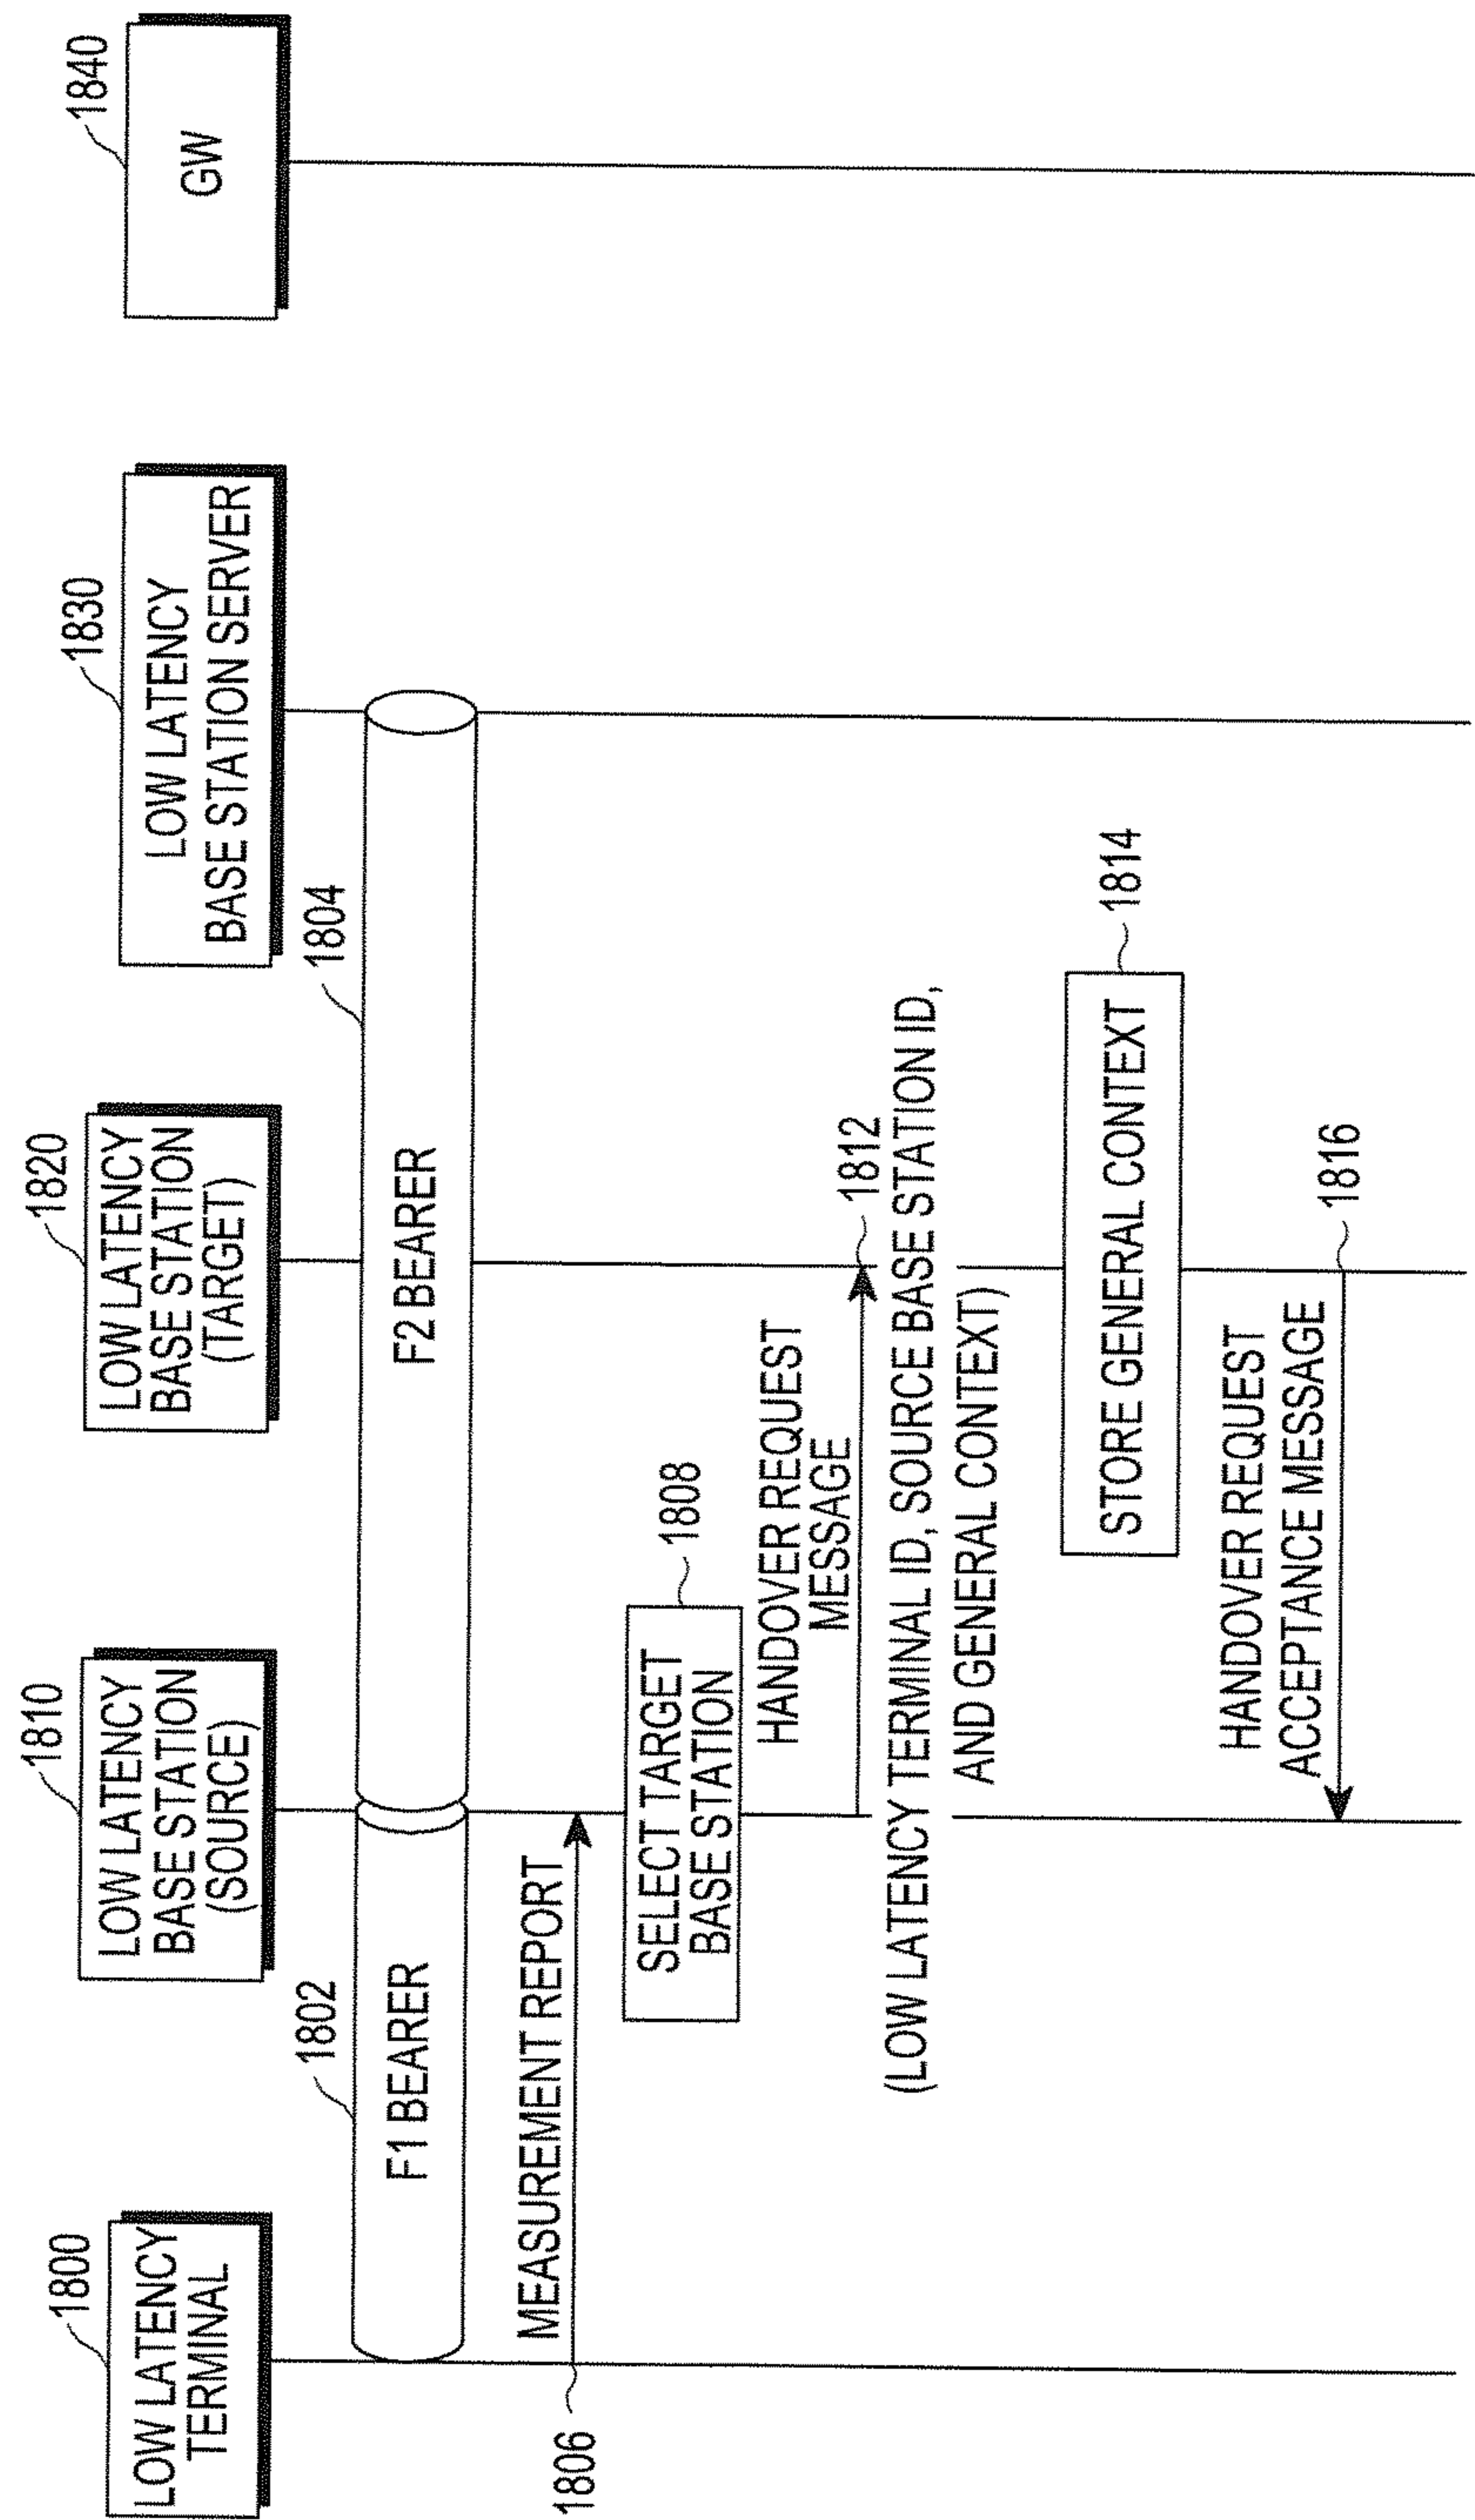 1800
LOW LATENCY
TERMINAL
1810
LOW LATENCY
BASE STATION
(SOURCE)
1820
LOW LATENCY
BASE STATION
(TARGET)
1830
LOW LATENCY
BASE STATION SERVER
1840
GW
1802
F1 BEARER
1804
F2 BEARER
1806
MEASUREMENT REPORT
1808
SELECT TARGET
BASE STATION
HANDOVER REQUEST
MESSAGE
1812
(LOW LATENCY TERMINAL ID, SOURCE BASE STATION ID,
AND GENERAL CONTEXT)
1814
STORE GENERAL CONTEXT
HANDOVER REQUEST
ACCEPTANCE MESSAGE
1816